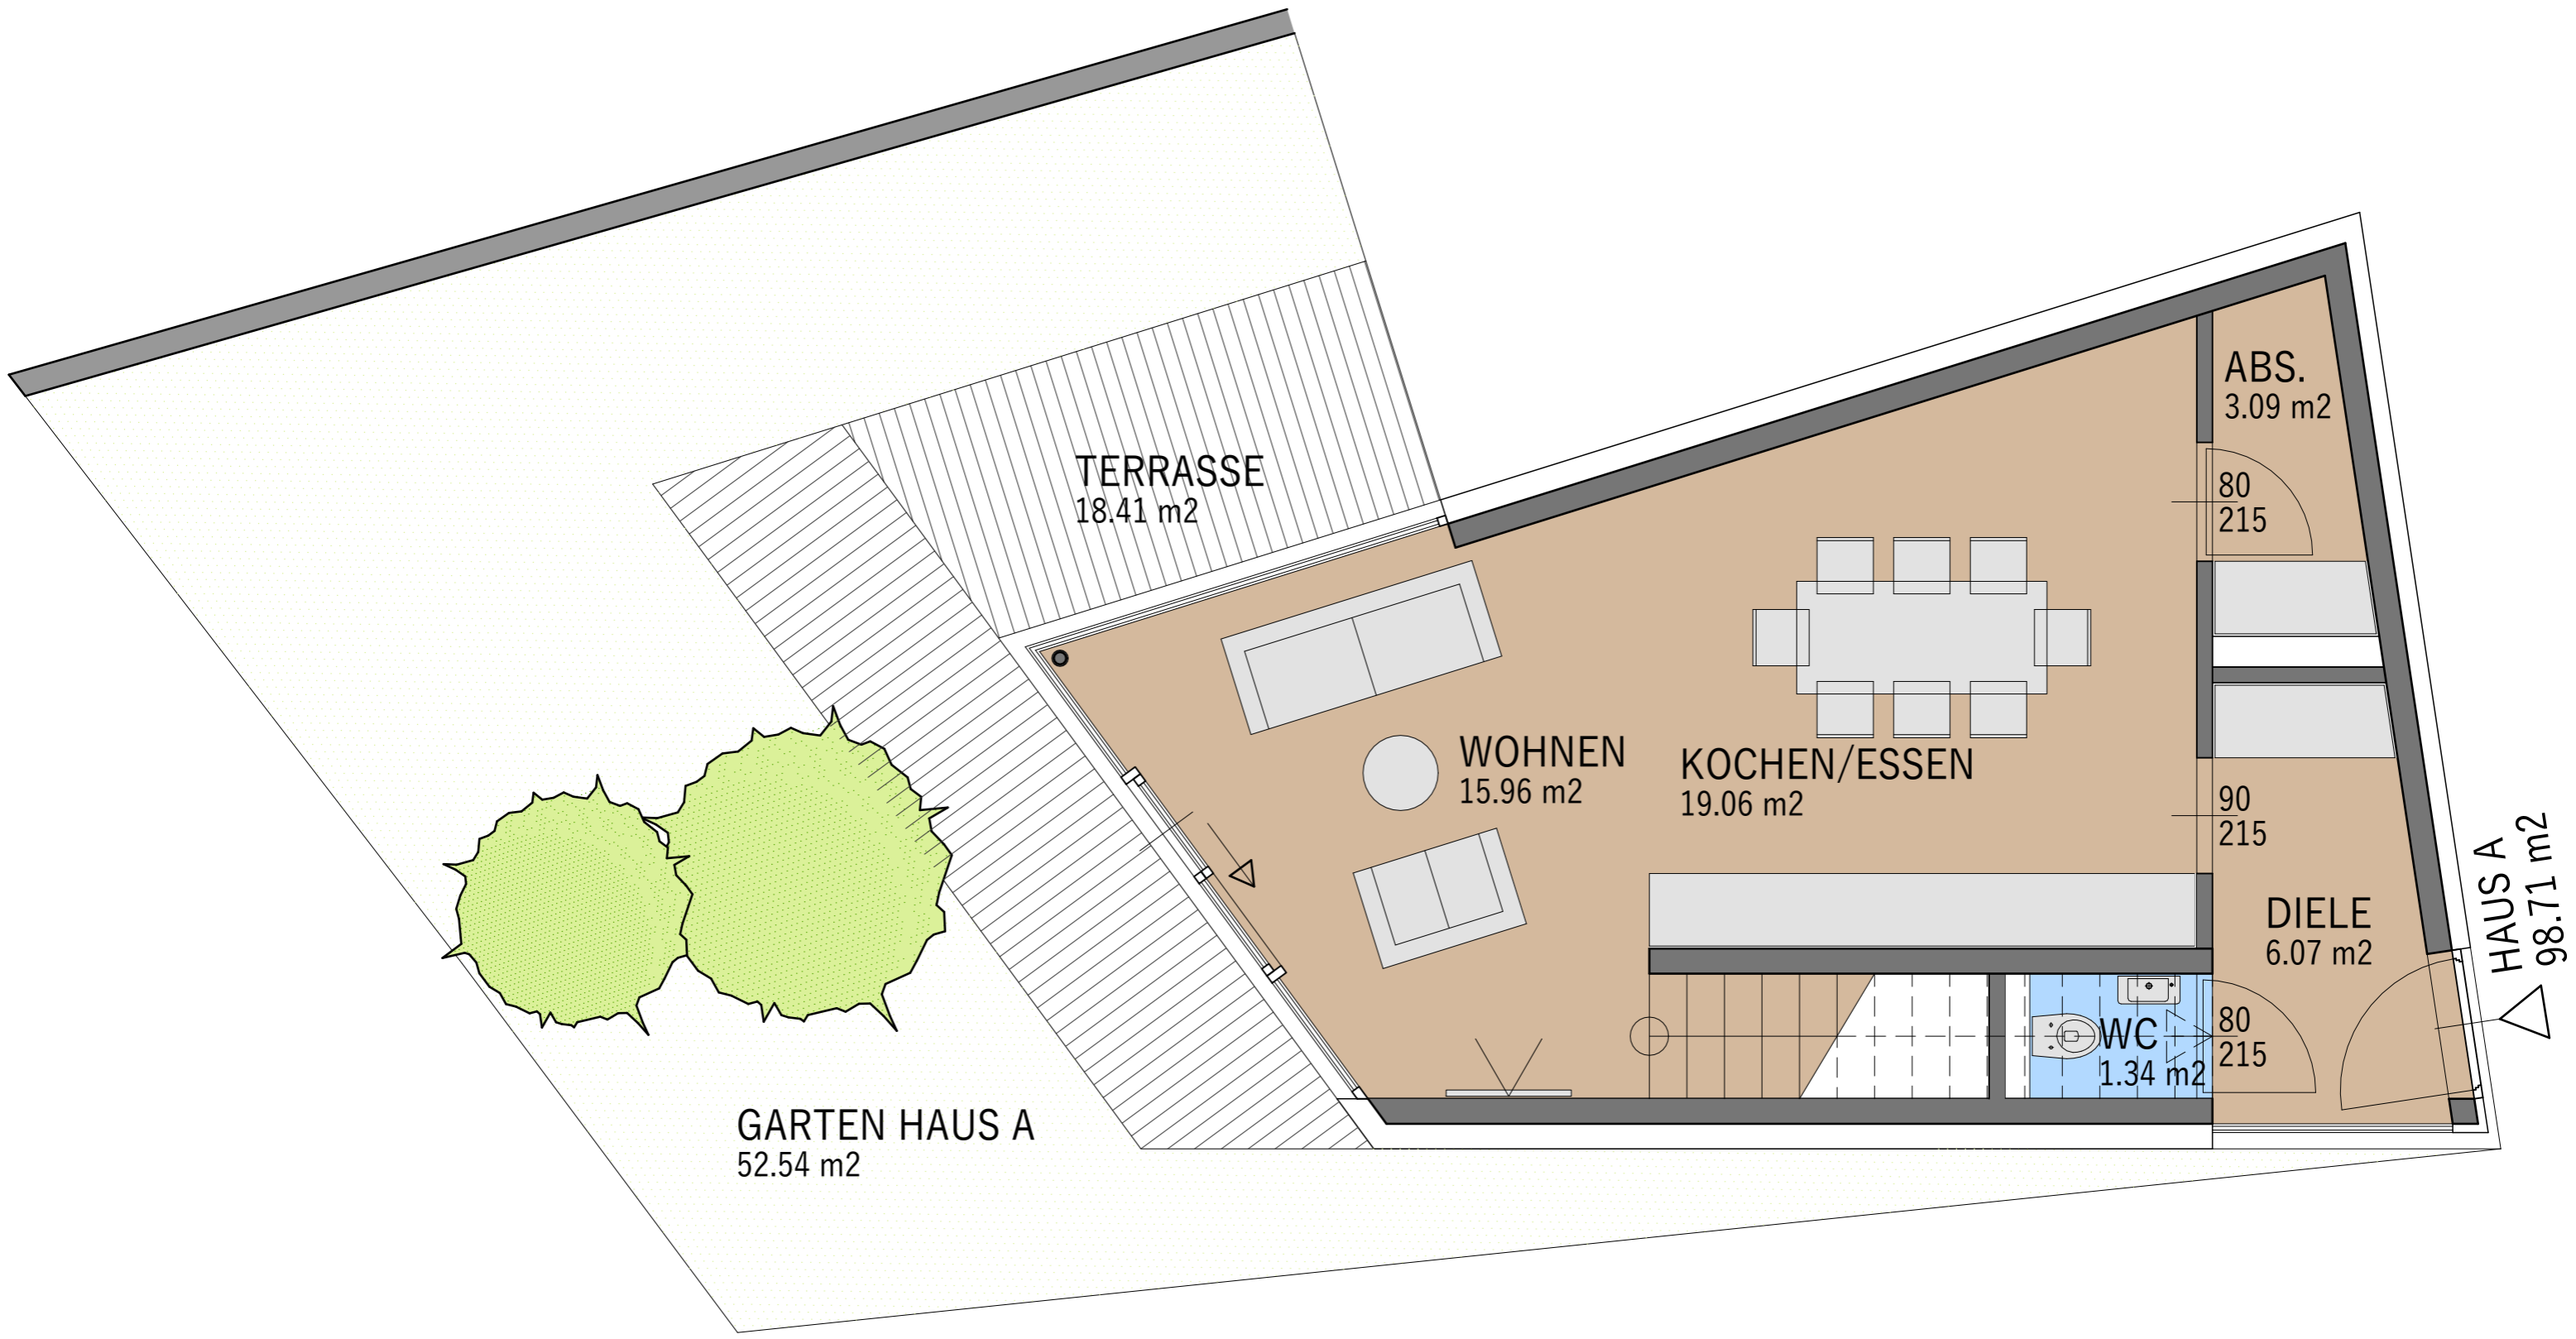 ABS.
3.09 m2
80
215
TERRASSE
18.41 m2
WOHNEN
15.96 m2
KOCHEN/ESSEN
19.06 m2
90
215
DIELE
6.07 m2
HAUS A
98.71 m2
WC
1.34 m2
80
215
GARTEN HAUS A
52.54 m2